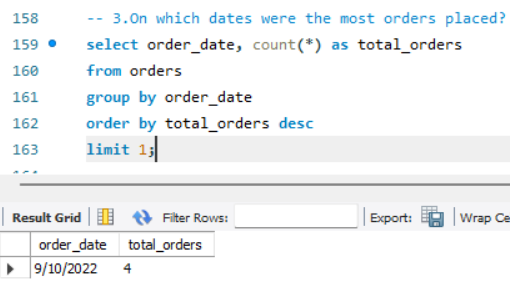 158 -- 3.On which dates were the most orders placed?
159 select order_date, count(*) as total_orders
160 from orders
161 group by order_date
162 order by total_orders desc
163 limit 1;
Result Grid Filter Rows: Export: Wrap Ce
order_date total_orders
9/10/2022 4